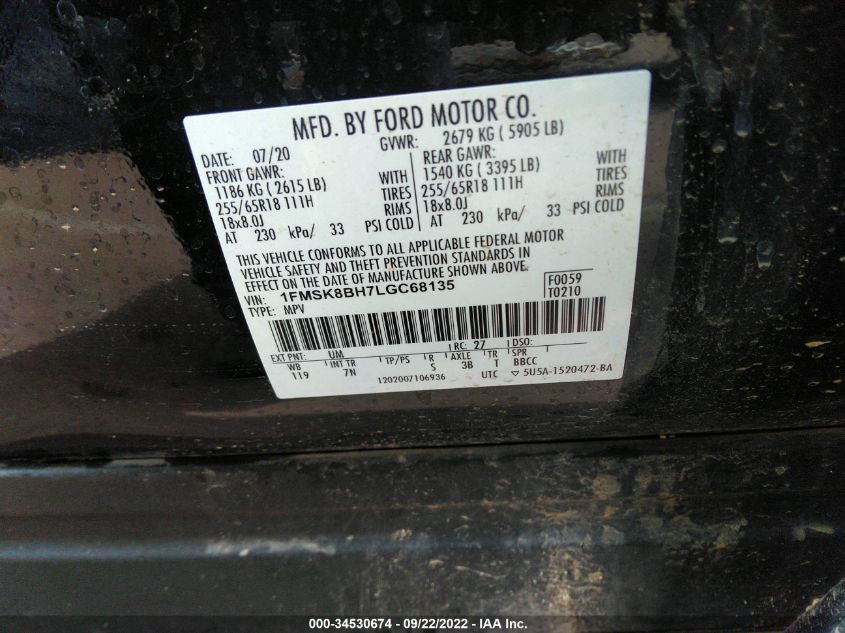 MFD. BY FORD MOTOR CO.
DATE: 07/20 GVWR: 2679 KG ( 5905 LB)
FRONT GAWR: REAR GAWR:
1186 KG ( 2615 LB) WITH 1540 KG ( 3395 LB) WITH
255/65R18 111H TIRES 255/65R18 111H TIRES
18x8.0J RIMS 18x8.0J RIMS
AT 230 kPa/ 33 PSI COLD AT 230 kPa/ 33 PSI COLD
THIS VEHICLE CONFORMS TO ALL APPLICABLE FEDERAL MOTOR
VEHICLE SAFETY AND THEFT PREVENTION STANDARDS IN
EFFECT ON THE DATE OF MANUFACTURE SHOWN ABOVE.
VIN: 1FMSK8BH7LGC68135 F0059
TYPE: MPV T0210
EXT PNT: UM RC: 27 DSO:
WB INT TR TP/PS R AXLE TR SPR
119 7N S 3B T BBCC
1202007106936 UTC ▽ 5U5A-1520472-BA
000-34530674 - 09/22/2022 - IAA Inc.